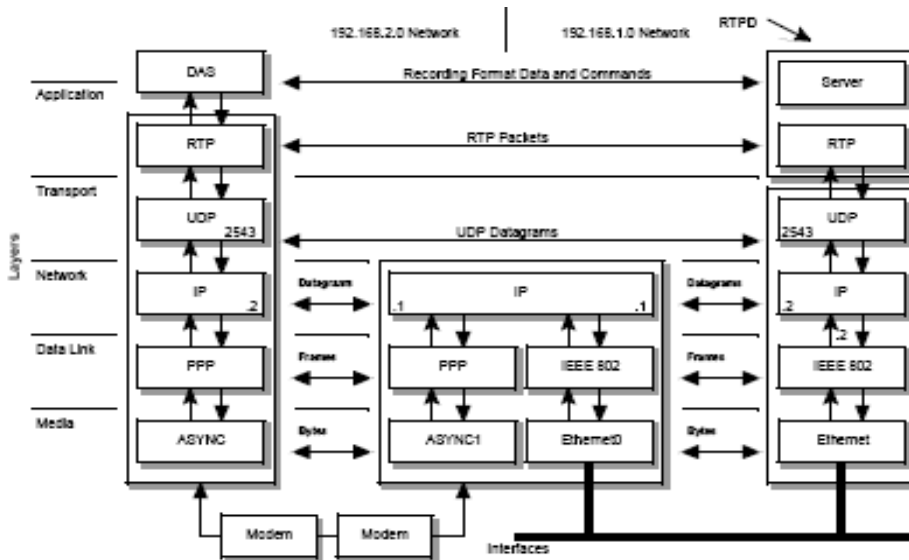 RTPD
192.168.2.0 Network
192.168.1.0 Network
DAS
Recording Format Data and Commands
Server
Application
RTP
RTP Packets
RTP
Transport
UDP
2543
UDP Datagrams
UDP
2543
Layers
Network
IP
.2
Datagram
IP
.1
.1
Datagrams
IP
.2
.2
Data Link
PPP
Frames
PPP
IEEE 802
Frames
IEEE 802
Media
ASYNC
Bytes
ASYNC1
Ethernet0
Bytes
Ethernet
Modem
Modem
Interfaces